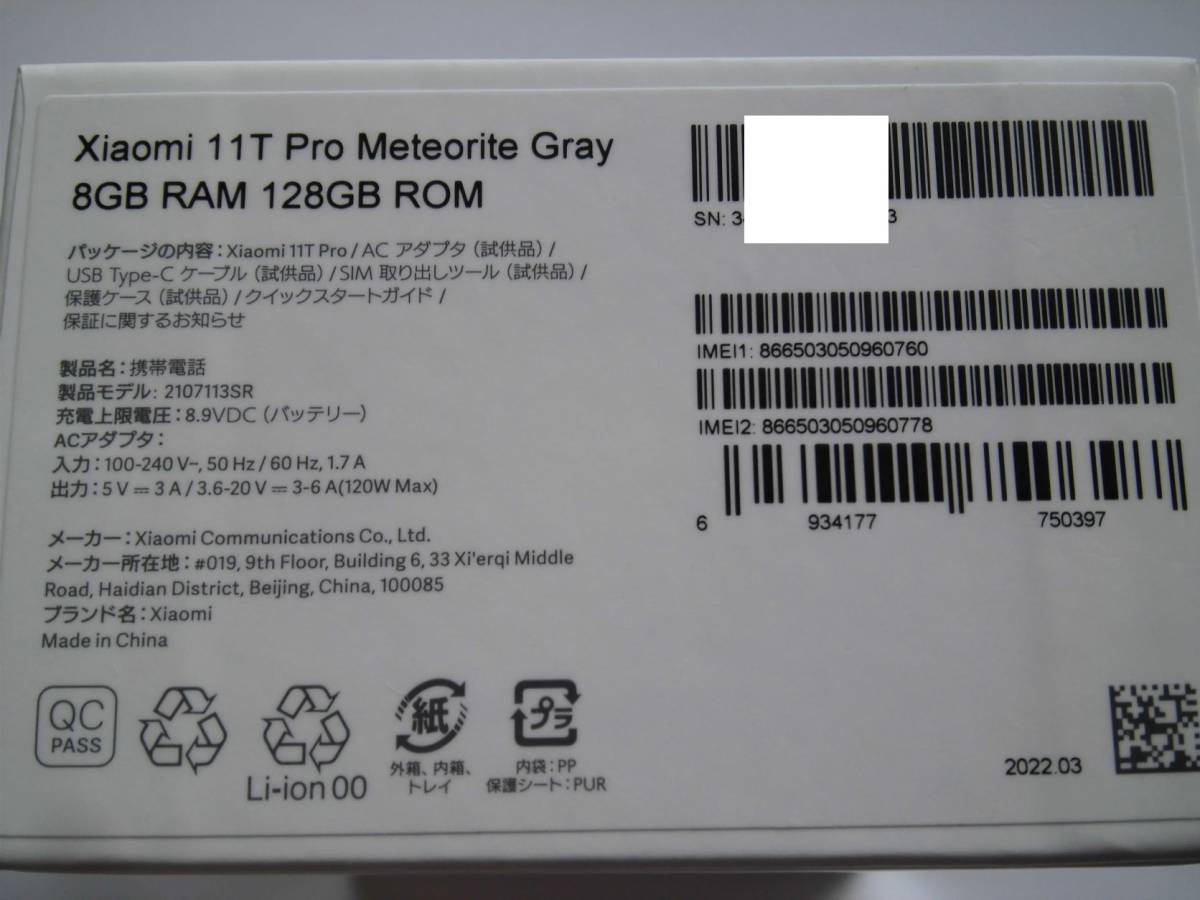 Xiaomi 11T Pro Meteorite Gray
8GB RAM 128GB ROM
パッケージの内容：Xiaomi 11T Pro / AC アダプタ（試供品）/
USB Type-C ケーブル（試供品）/ SIM 取り出しツール（試供品）/
保護ケース（試供品）/ クイックスタートガイド /
保証に関するお知らせ
製品名：携帯電話
製品モデル: 2107113SR
充電上限電圧：8.9VDC（バッテリー）
ACアダプタ：
入力：100-240 V~, 50 Hz / 60 Hz, 1.7 A
出力：5 V ⎓ 3 A / 3.6-20 V ⎓ 3-6 A(120W Max)
メーカー：Xiaomi Communications Co., Ltd.
メーカー所在地：#019, 9th Floor, Building 6, 33 Xi'erqi Middle
Road, Haidian District, Beijing, China, 100085
ブランド名：Xiaomi
Made in China
QC
PASS
Li-ion 00
紙
外箱、内箱、
トレイ
プラ
内袋：PP
保護シート：PUR
SN: 3
3
IMEI1: 866503050960760
IMEI2: 866503050960778
6 934177 750397
2022.03